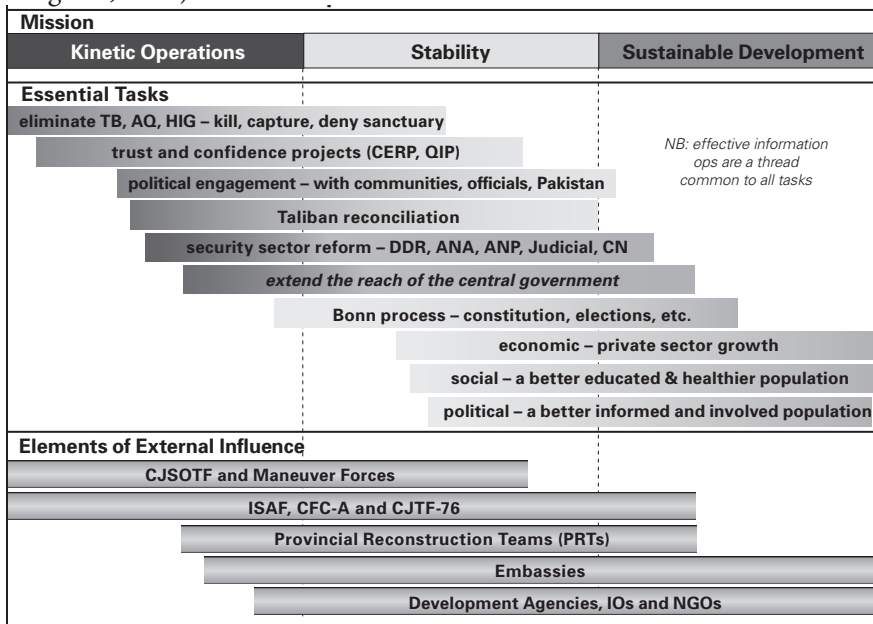 Mission
Kinetic Operations Stability Sustainable Development
Essential Tasks
eliminate TB, AQ, HIG – kill, capture, deny sanctuary
trust and confidence projects (CERP, QIP)
NB: effective information
ops are a thread
common to all tasks
political engagement – with communities, officials, Pakistan
Taliban reconciliation
security sector reform – DDR, ANA, ANP, Judicial, CN
extend the reach of the central government
Bonn process – constitution, elections, etc.
economic – private sector growth
social – a better educated & healthier population
political – a better informed and involved population
Elements of External Influence
CJSOTF and Maneuver Forces
ISAF, CFC-A and CJTF-76
Provincial Reconstruction Teams (PRTs)
Embassies
Development Agencies, IOs and NGOs